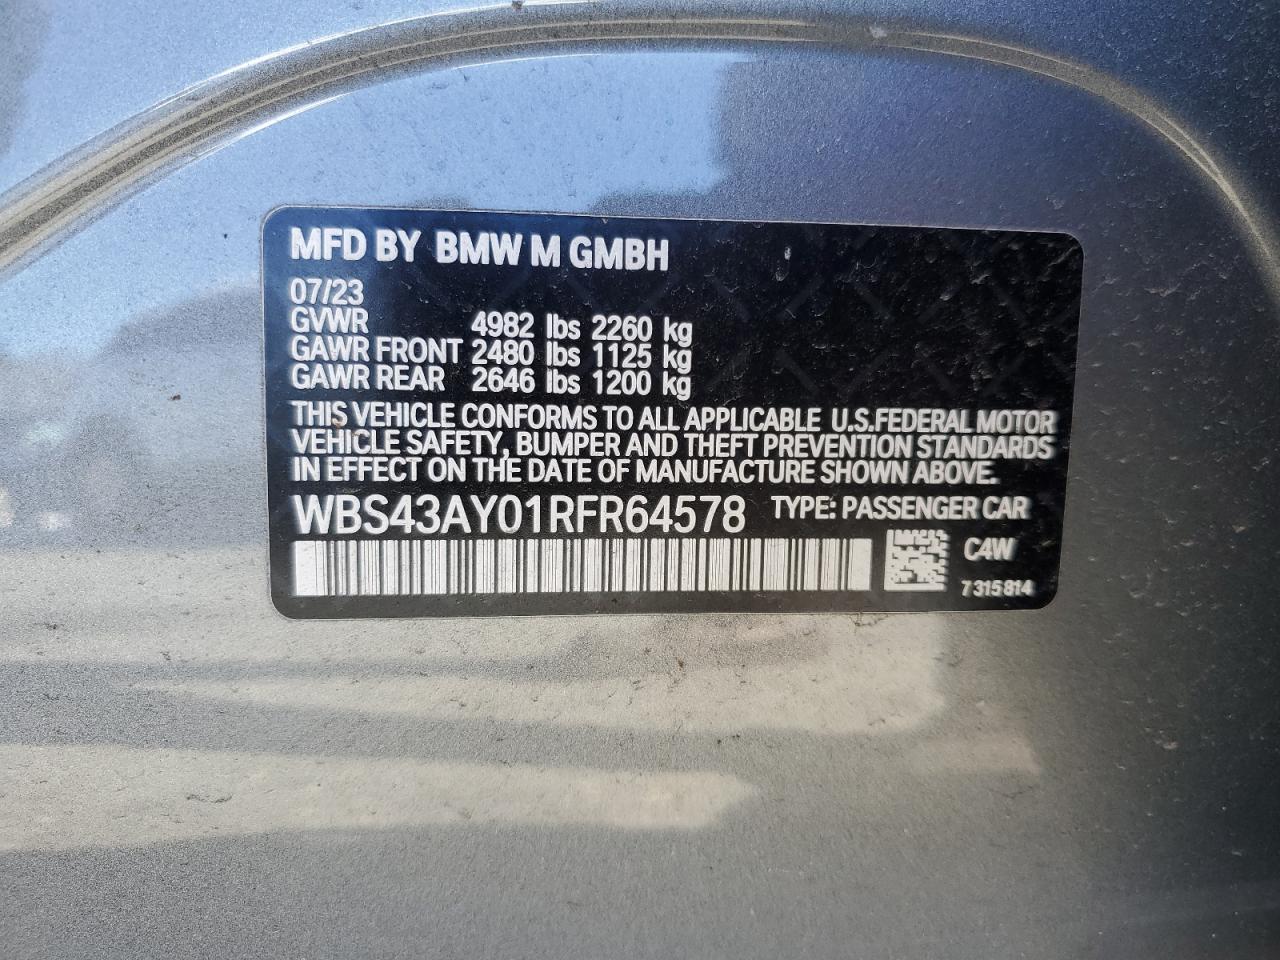 MFD BY BMW M GMBH
07/23
GVWR 4982 lbs 2260 kg
GAWR FRONT 2480 lbs 1125 kg
GAWR REAR 2646 lbs 1200 kg
THIS VEHICLE CONFORMS TO ALL APPLICABLE U.S.FEDERAL MOTOR
VEHICLE SAFETY, BUMPER AND THEFT PREVENTION STANDARDS
IN EFFECT ON THE DATE OF MANUFACTURE SHOWN ABOVE.
WBS43AY01RFR64578 TYPE: PASSENGER CAR
C4W
7 315 814